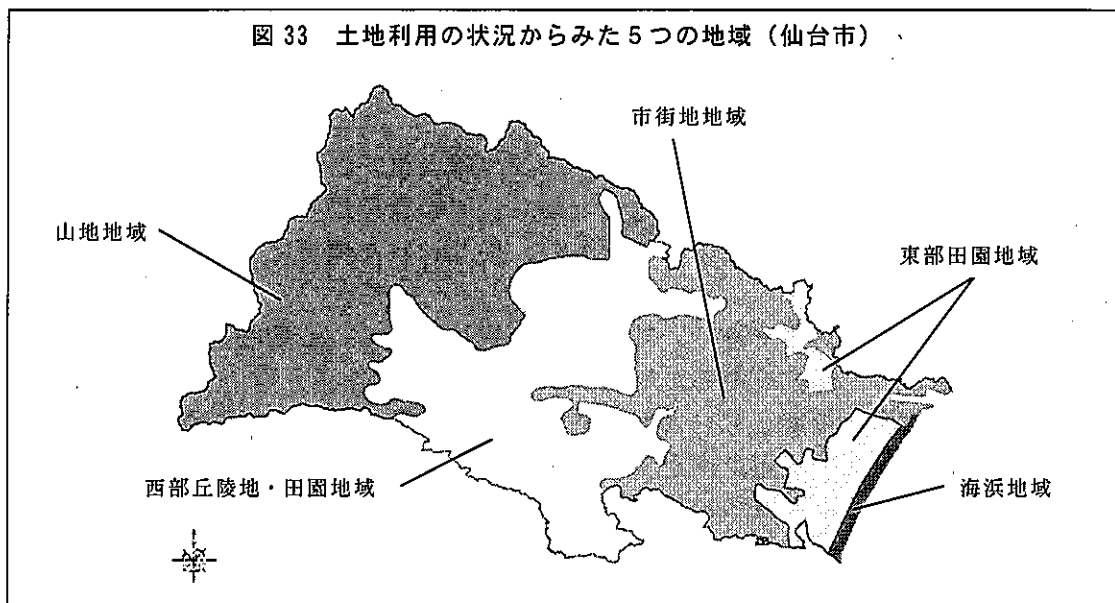 図 33 土地利用の状況からみた5つの地域（仙台市）
市街地地域
山地地域
東部田園地域
西部丘陵地・田園地域
海浜地域